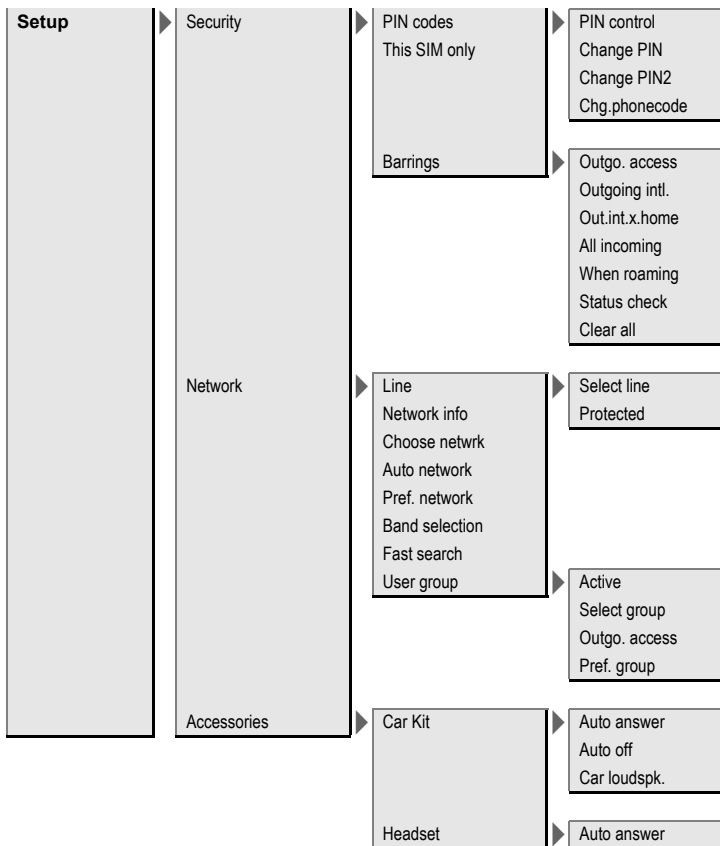 Setup
Security
PIN codes
PIN control
This SIM only
Change PIN
Change PIN2
Chg.phonecode
Barrings
Outgo. access
Outgoing intl.
Out.int.x.home
All incoming
When roaming
Status check
Clear all
Network
Line
Select line
Network info
Protected
Choose netwrk
Auto network
Pref. network
Band selection
Fast search
User group
Active
Select group
Outgo. access
Pref. group
Accessories
Car Kit
Auto answer
Auto off
Car loudspk.
Headset
Auto answer